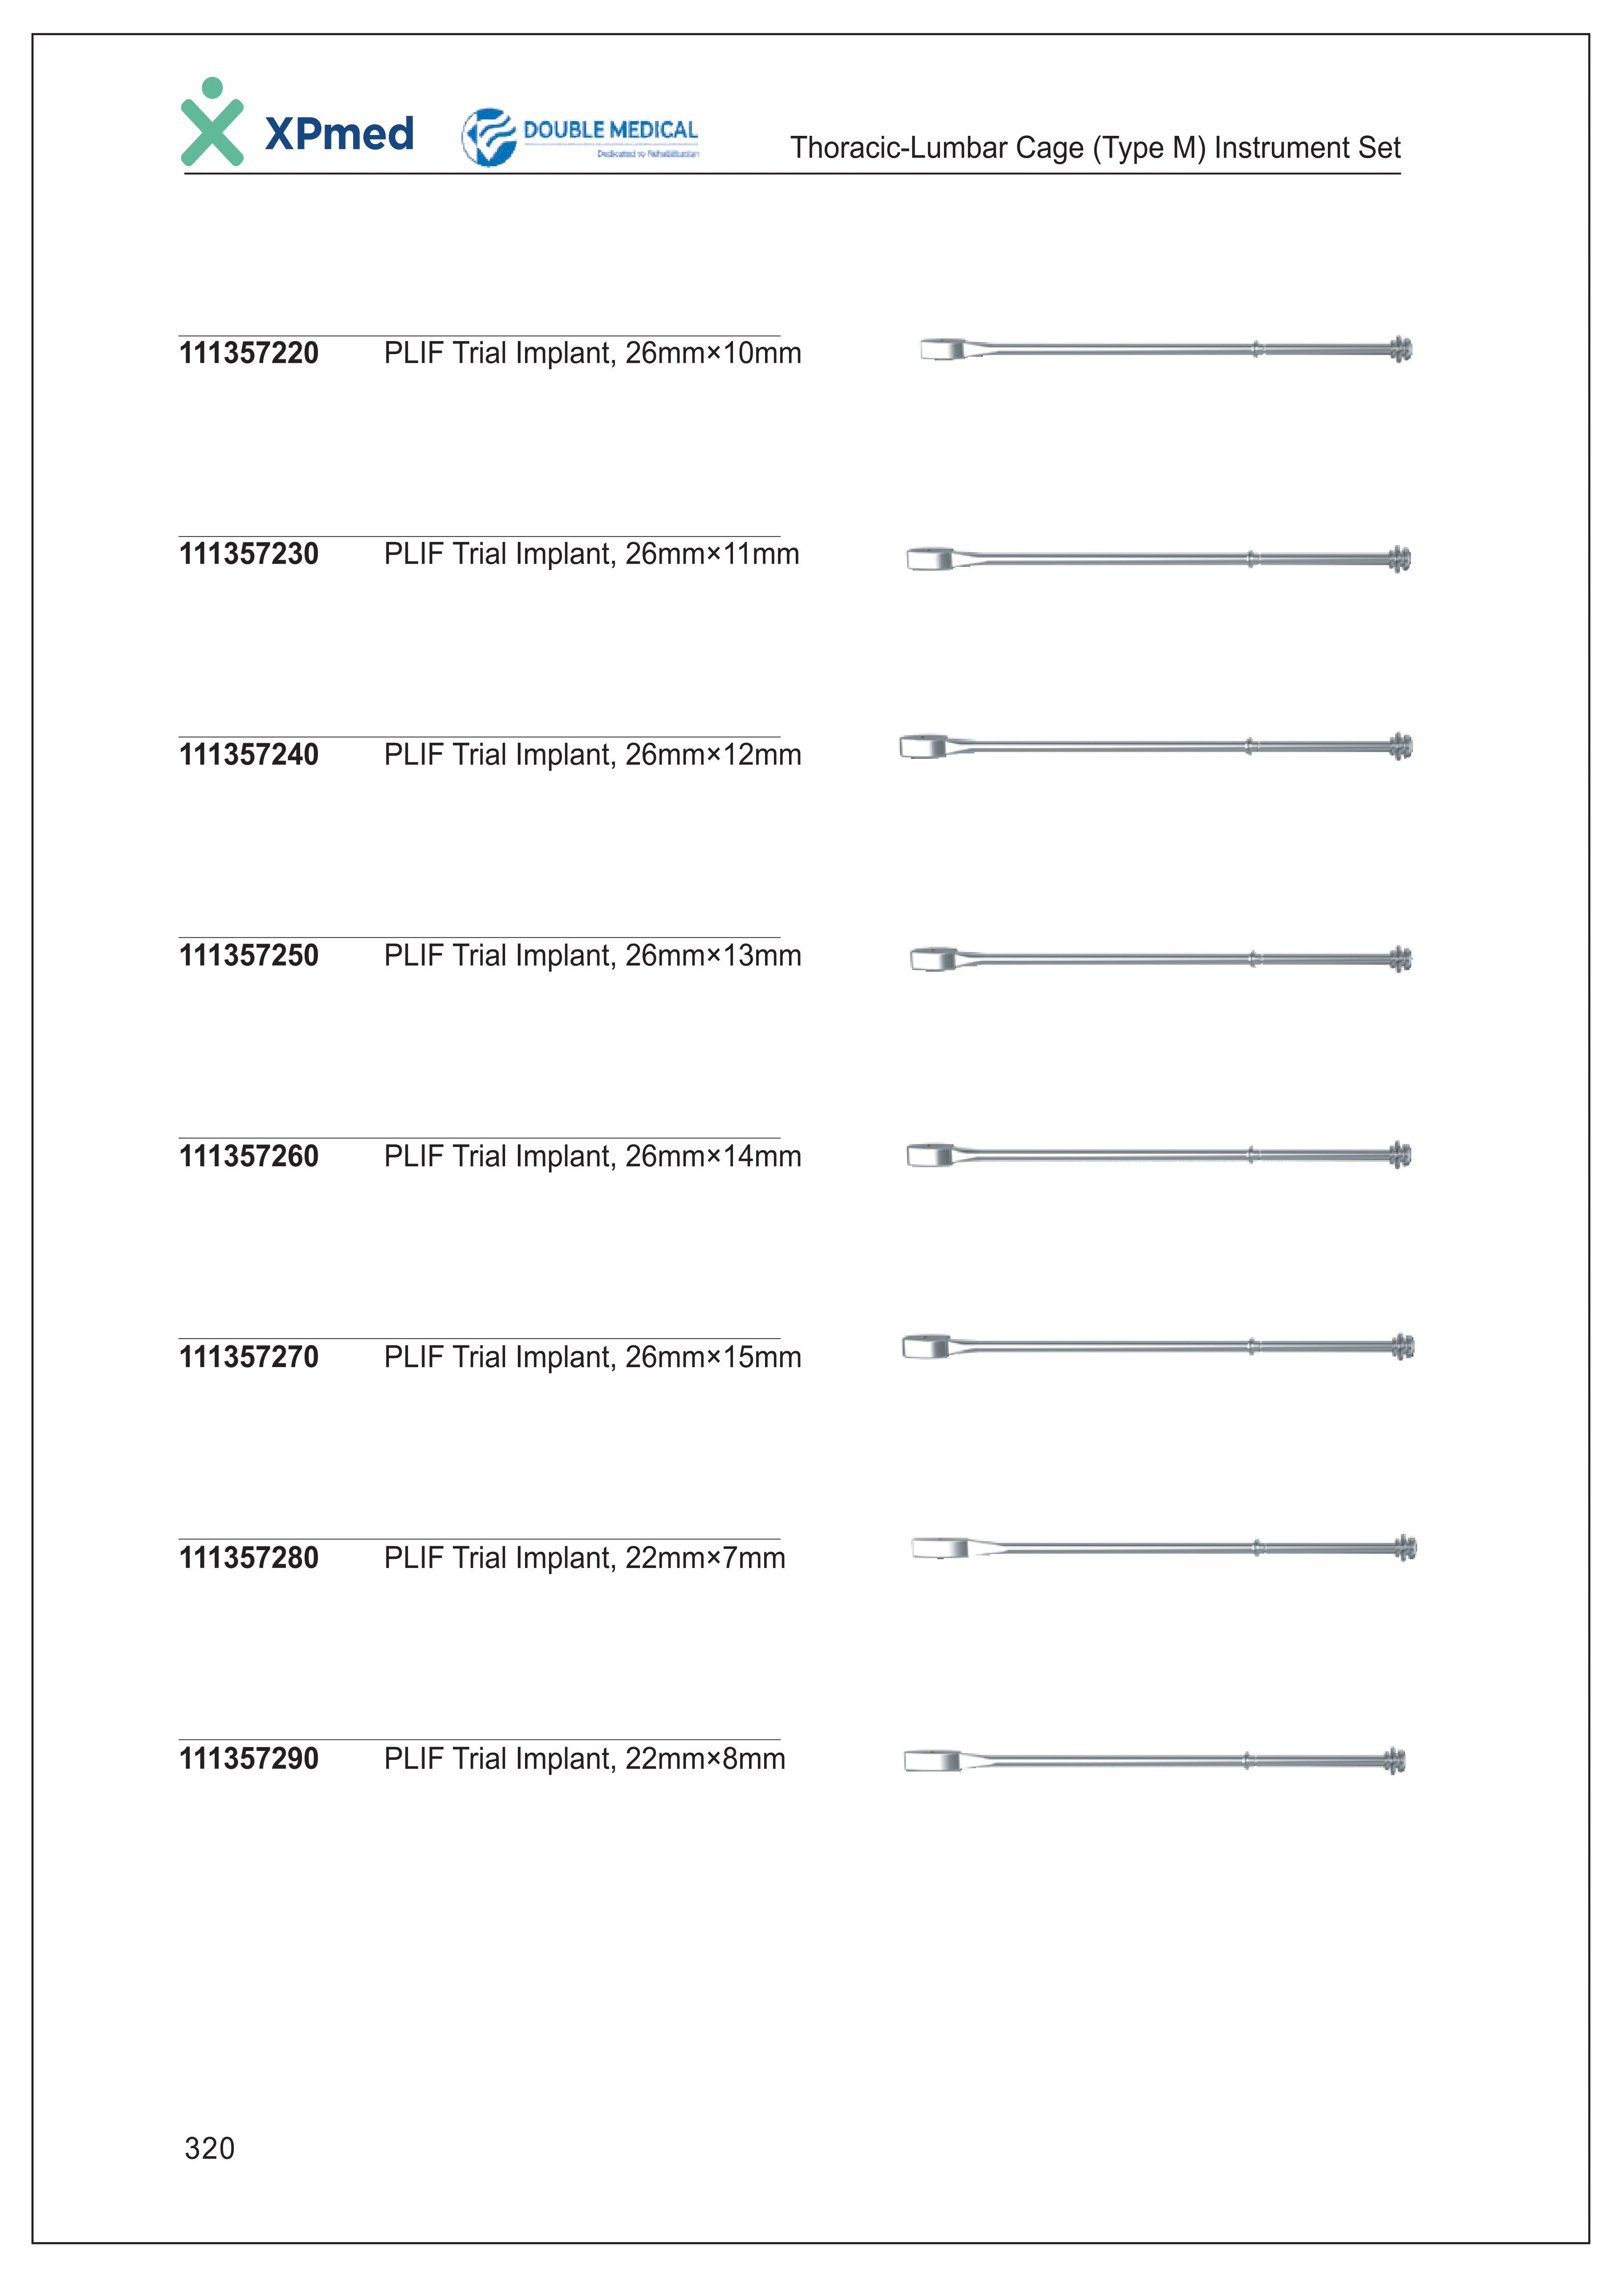 XPmed
DOUBLE MEDICAL
Dedicated to Rehabilitation
Thoracic-Lumbar Cage (Type M) Instrument Set
111357220 PLIF Trial Implant, 26mm×10mm
111357230 PLIF Trial Implant, 26mm×11mm
111357240 PLIF Trial Implant, 26mm×12mm
111357250 PLIF Trial Implant, 26mm×13mm
111357260 PLIF Trial Implant, 26mm×14mm
111357270 PLIF Trial Implant, 26mm×15mm
111357280 PLIF Trial Implant, 22mm×7mm
111357290 PLIF Trial Implant, 22mm×8mm
320